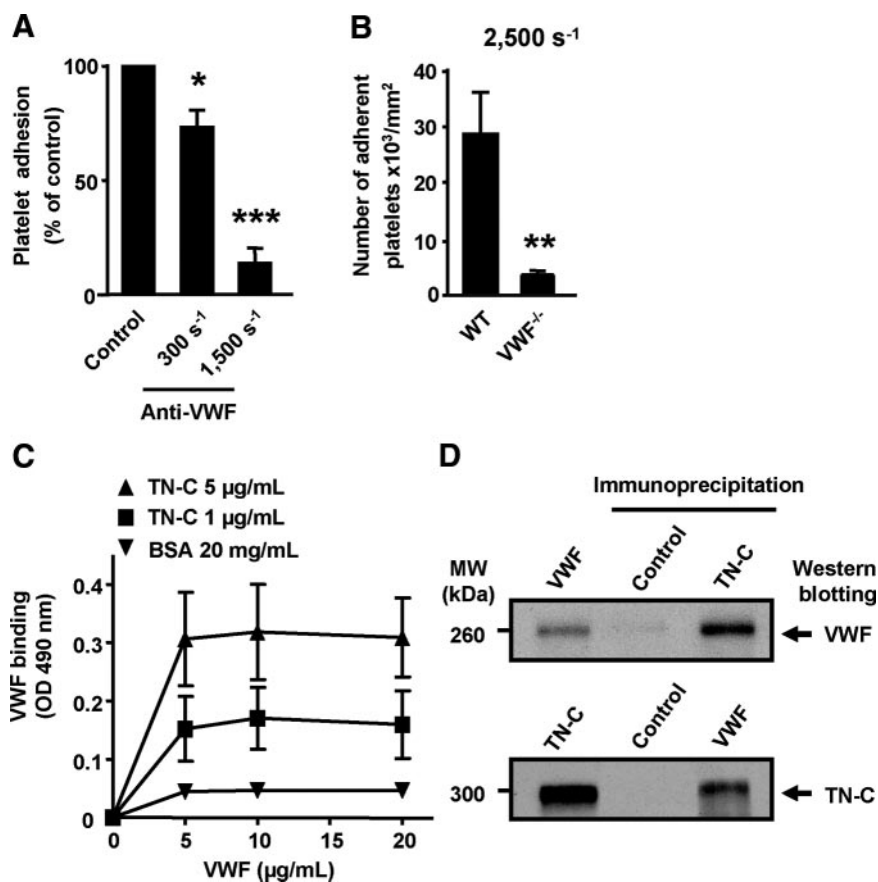 A
Platelet adhesion
(% of control)
100
50
0
*
***
Control
300 s⁻¹
1,500 s⁻¹
Anti-VWF
B
2,500 s⁻¹
Number of adherent
platelets x10³/mm²
40
30
20
10
0
**
WT
VWF⁻/⁻
C
TN-C 5 µg/mL
TN-C 1 µg/mL
BSA 20 mg/mL
VWF binding
(OD 490 nm)
0.4
0.3
0.2
0.1
0
0 5 10 15 20
VWF (µg/mL)
D
Immunoprecipitation
MW
(kDa)
VWF
Control
TN-C
Western
blotting
260
VWF
TN-C
Control
VWF
300
TN-C